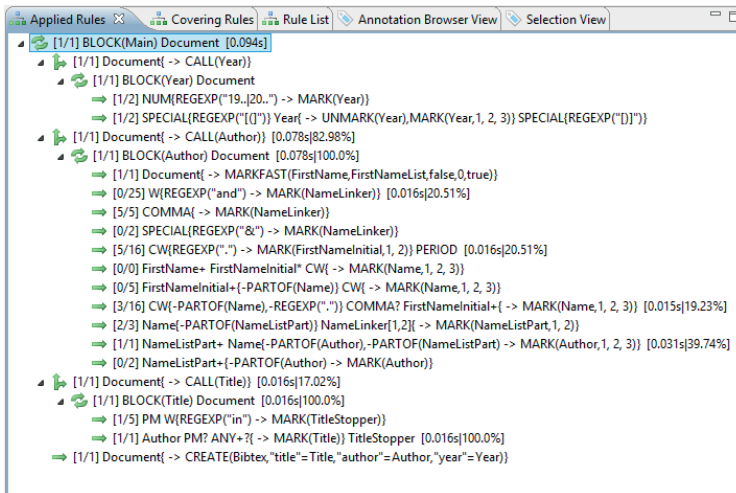 Applied Rules Covering Rules Rule List Annotation Browser View Selection View
[1/1] BLOCK(Main) Document [0.094s]
[1/1] Document{ -> CALL(Year)}
[1/1] BLOCK(Year) Document
[1/2] NUM{REGEXP("19..|20..") -> MARK(Year)}
[1/2] SPECIAL{REGEXP("[(]")} Year{ -> UNMARK(Year),MARK(Year,1, 2, 3)} SPECIAL{REGEXP("[)]")}
[1/1] Document{ -> CALL(Author)} [0.078s|82.98%]
[1/1] BLOCK(Author) Document [0.078s|100.0%]
[1/1] Document{ -> MARKFAST(FirstName,FirstNameList,false,0,true)}
[0/25] W{REGEXP("and") -> MARK(NameLinker)} [0.016s|20.51%]
[5/5] COMMA{ -> MARK(NameLinker)}
[0/2] SPECIAL{REGEXP("&") -> MARK(NameLinker)}
[5/16] CW{REGEXP(".") -> MARK(FirstNameInitial,1, 2)} PERIOD [0.016s|20.51%]
[0/0] FirstName+ FirstNameInitial* CW{ -> MARK(Name,1, 2, 3)}
[0/5] FirstNameInitial+{-PARTOF(Name)} CW{ -> MARK(Name,1, 2, 3)}
[3/16] CW{-PARTOF(Name),-REGEXP(".")} COMMA? FirstNameInitial+{ -> MARK(Name,1, 2, 3)} [0.015s|19.23%]
[2/3] Name{-PARTOF(NameListPart)} NameLinker[1,2]{ -> MARK(NameListPart,1, 2)}
[1/1] NameListPart+ Name{-PARTOF(Author),-PARTOF(NameListPart) -> MARK(Author,1, 2, 3)} [0.031s|39.74%]
[0/2] NameListPart+{-PARTOF(Author) -> MARK(Author)}
[1/1] Document{ -> CALL(Title)} [0.016s|17.02%]
[1/1] BLOCK(Title) Document [0.016s|100.0%]
[1/5] PM W{REGEXP("in") -> MARK(TitleStopper)}
[1/1] Author PM? ANY+?{ -> MARK(Title)} TitleStopper [0.016s|100.0%]
[1/1] Document{ -> CREATE(Bibtex,"title"=Title,"author"=Author,"year"=Year)}